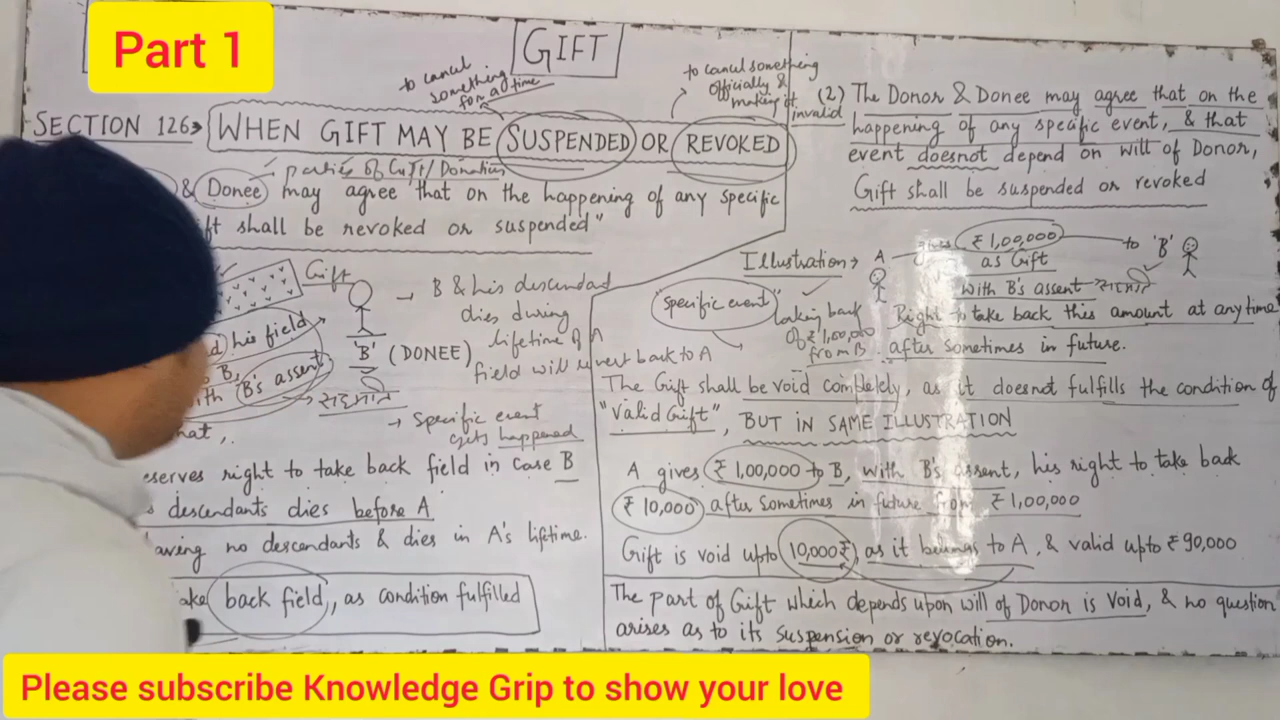 Part 1
GIFT
to cancel
something
for a time
to cancel something
officially &
making it
invalid
SECTION 126→ WHEN GIFT MAY BE SUSPENDED OR REVOKED
parties of Gift/Donation
& Donee may agree "that on the happening of any specific
ft shall be revoked or suspended"
Gift
his field
B,
with B's assent
सहमति
'B' (DONEE)
→ B & his descendant
dies during
lifetime of A
field will revert back to A
→ Specific event
gets happened
hat,
eserves right to take back field in case B
descendants dies before A
aving no descendants & dies in A's lifetime.
ake back field, as condition fulfilled
(2) The Donor & Donee may agree that on the
happening of any specific event, & that
event doesnot depend on will of Donor,
Gift shall be suspended or revoked
Illustration→ A gives ₹1,00,000 to 'B'
as Gift
with B's assent सहमति
"specific event"
taking back
of ₹1,00,000
from B
Right to take back this amount at anytime
after sometimes in future.
The Gift shall be void completely, as it doesnot fulfills the condition of
"Valid Gift", BUT IN SAME ILLUSTRATION
A gives ₹1,00,000 to B, with B's assent, his right to take back
₹10,000 after sometimes in future from ₹1,00,000
Gift is void upto 10,000₹, as it belongs to A, & valid upto ₹90,000
The part of Gift which depends upon will of Donor is void, & no question
arises as to its suspension or revocation.
Please subscribe Knowledge Grip to show your love